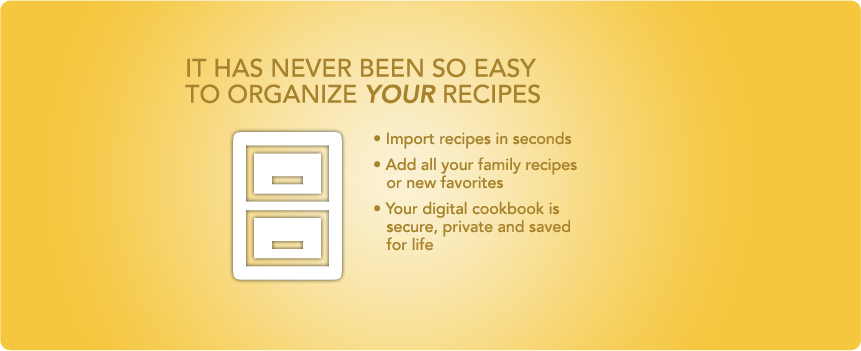 IT HAS NEVER BEEN SO EASY
TO ORGANIZE YOUR RECIPES
• Import recipes in seconds
• Add all your family recipes
or new favorites
• Your digital cookbook is
secure, private and saved
for life